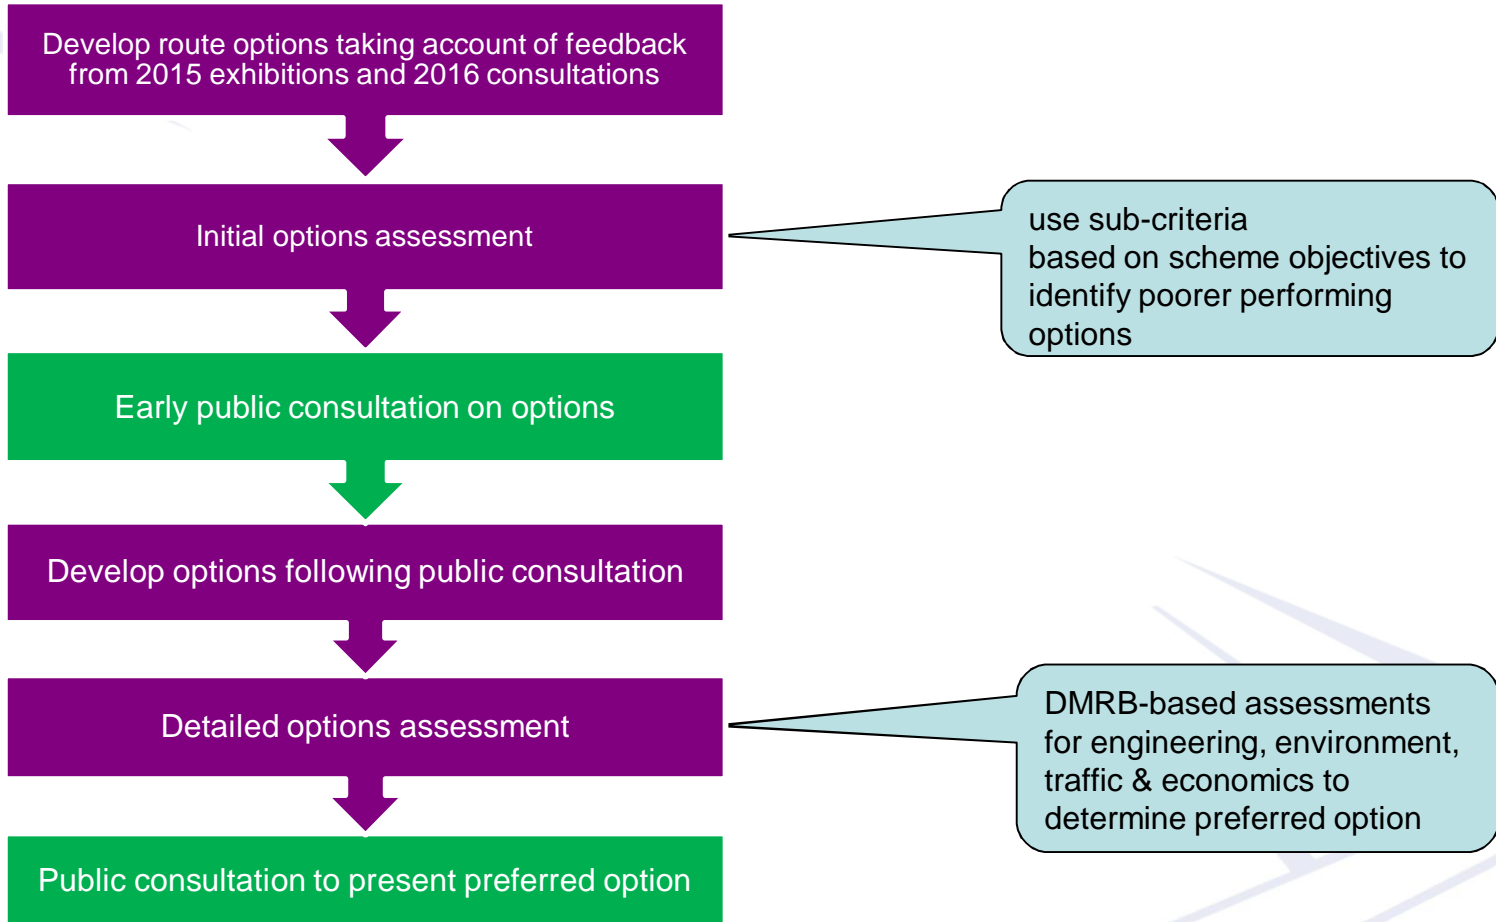 Develop route options taking account of feedback
from 2015 exhibitions and 2016 consultations
Initial options assessment
use sub-criteria
based on scheme objectives to
identify poorer performing
options
Early public consultation on options
Develop options following public consultation
Detailed options assessment
DMRB-based assessments
for engineering, environment,
traffic & economics to
determine preferred option
Public consultation to present preferred option